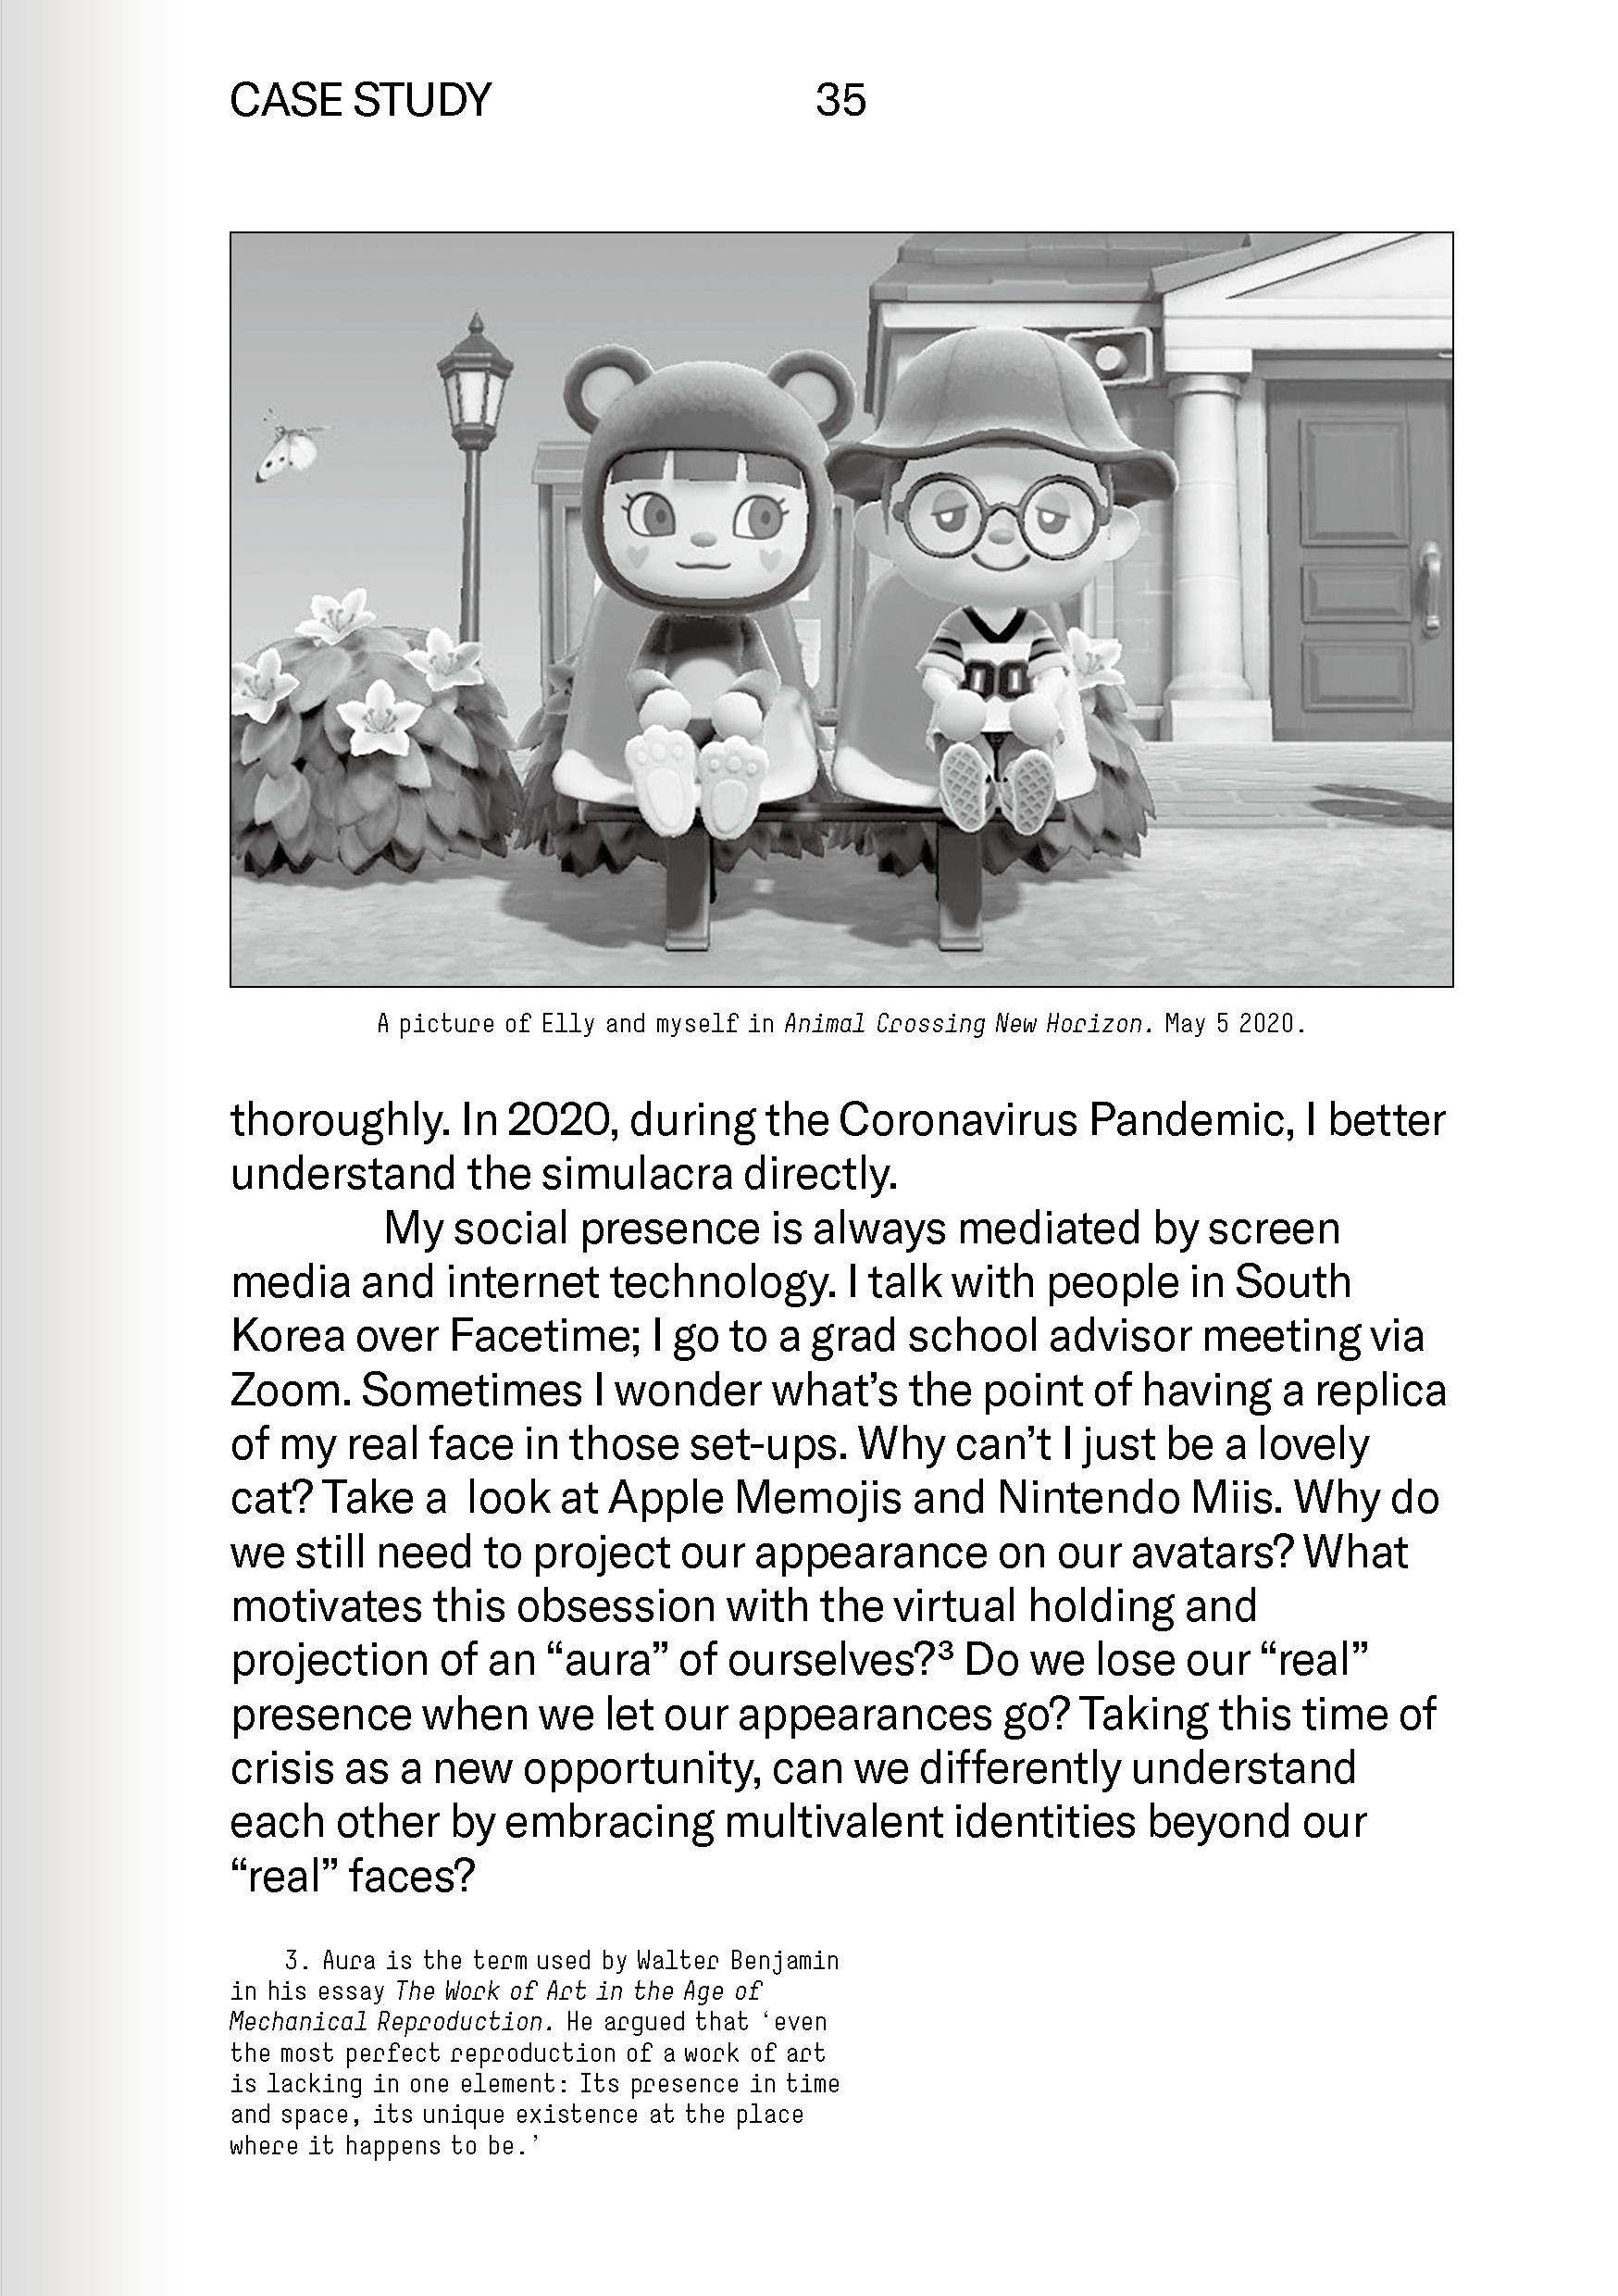 CASE STUDY
35
00
A picture of Elly and myself in Animal Crossing New Horizon. May 5 2020.
thoroughly. In 2020, during the Coronavirus Pandemic, I better
understand the simulacra directly.
My social presence is always mediated by screen
media and internet technology. I talk with people in South
Korea over Facetime; I go to a grad school advisor meeting via
Zoom. Sometimes I wonder what’s the point of having a replica
of my real face in those set-ups. Why can’t I just be a lovely
cat? Take a  look at Apple Memojis and Nintendo Miis. Why do
we still need to project our appearance on our avatars? What
motivates this obsession with the virtual holding and
projection of an “aura” of ourselves?³ Do we lose our “real”
presence when we let our appearances go? Taking this time of
crisis as a new opportunity, can we differently understand
each other by embracing multivalent identities beyond our
“real” faces?
3. Aura is the term used by Walter Benjamin
in his essay The Work of Art in the Age of
Mechanical Reproduction. He argued that ‘even
the most perfect reproduction of a work of art
is lacking in one element: Its presence in time
and space, its unique existence at the place
where it happens to be.’